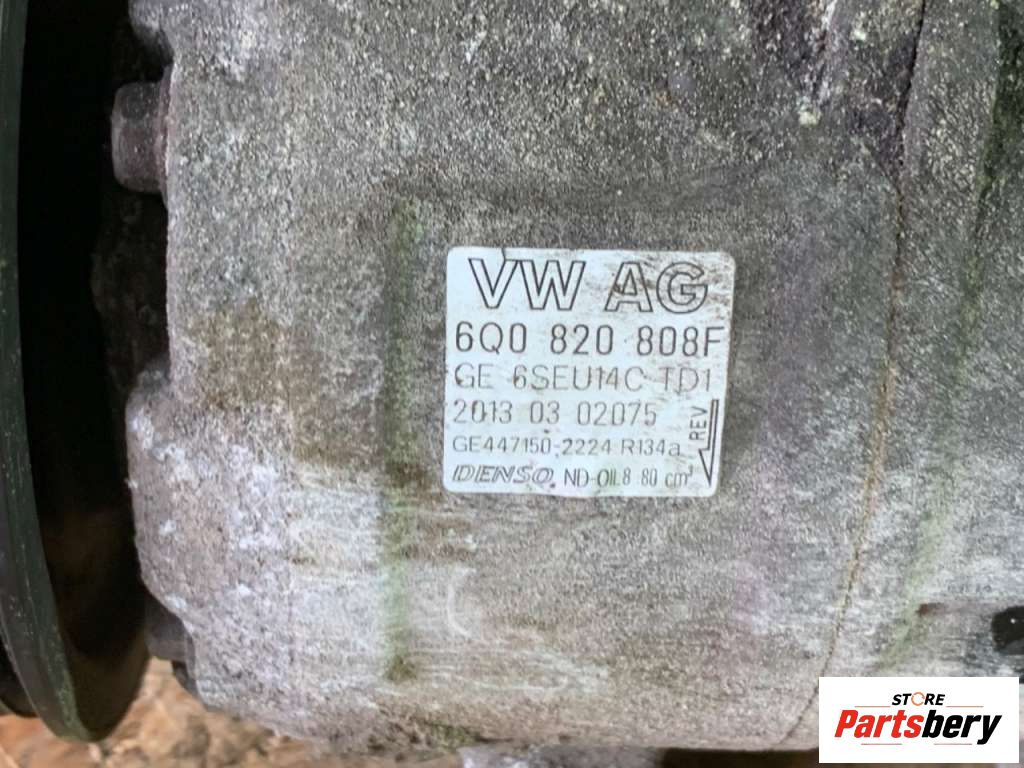 VW AG
6Q0 820 808F
GE 6SEU14C TD1
2013 03 02075
GE447150-2224 R134a
REV
DENSO ND-OIL8 80 cm³
STORE
Partsbery